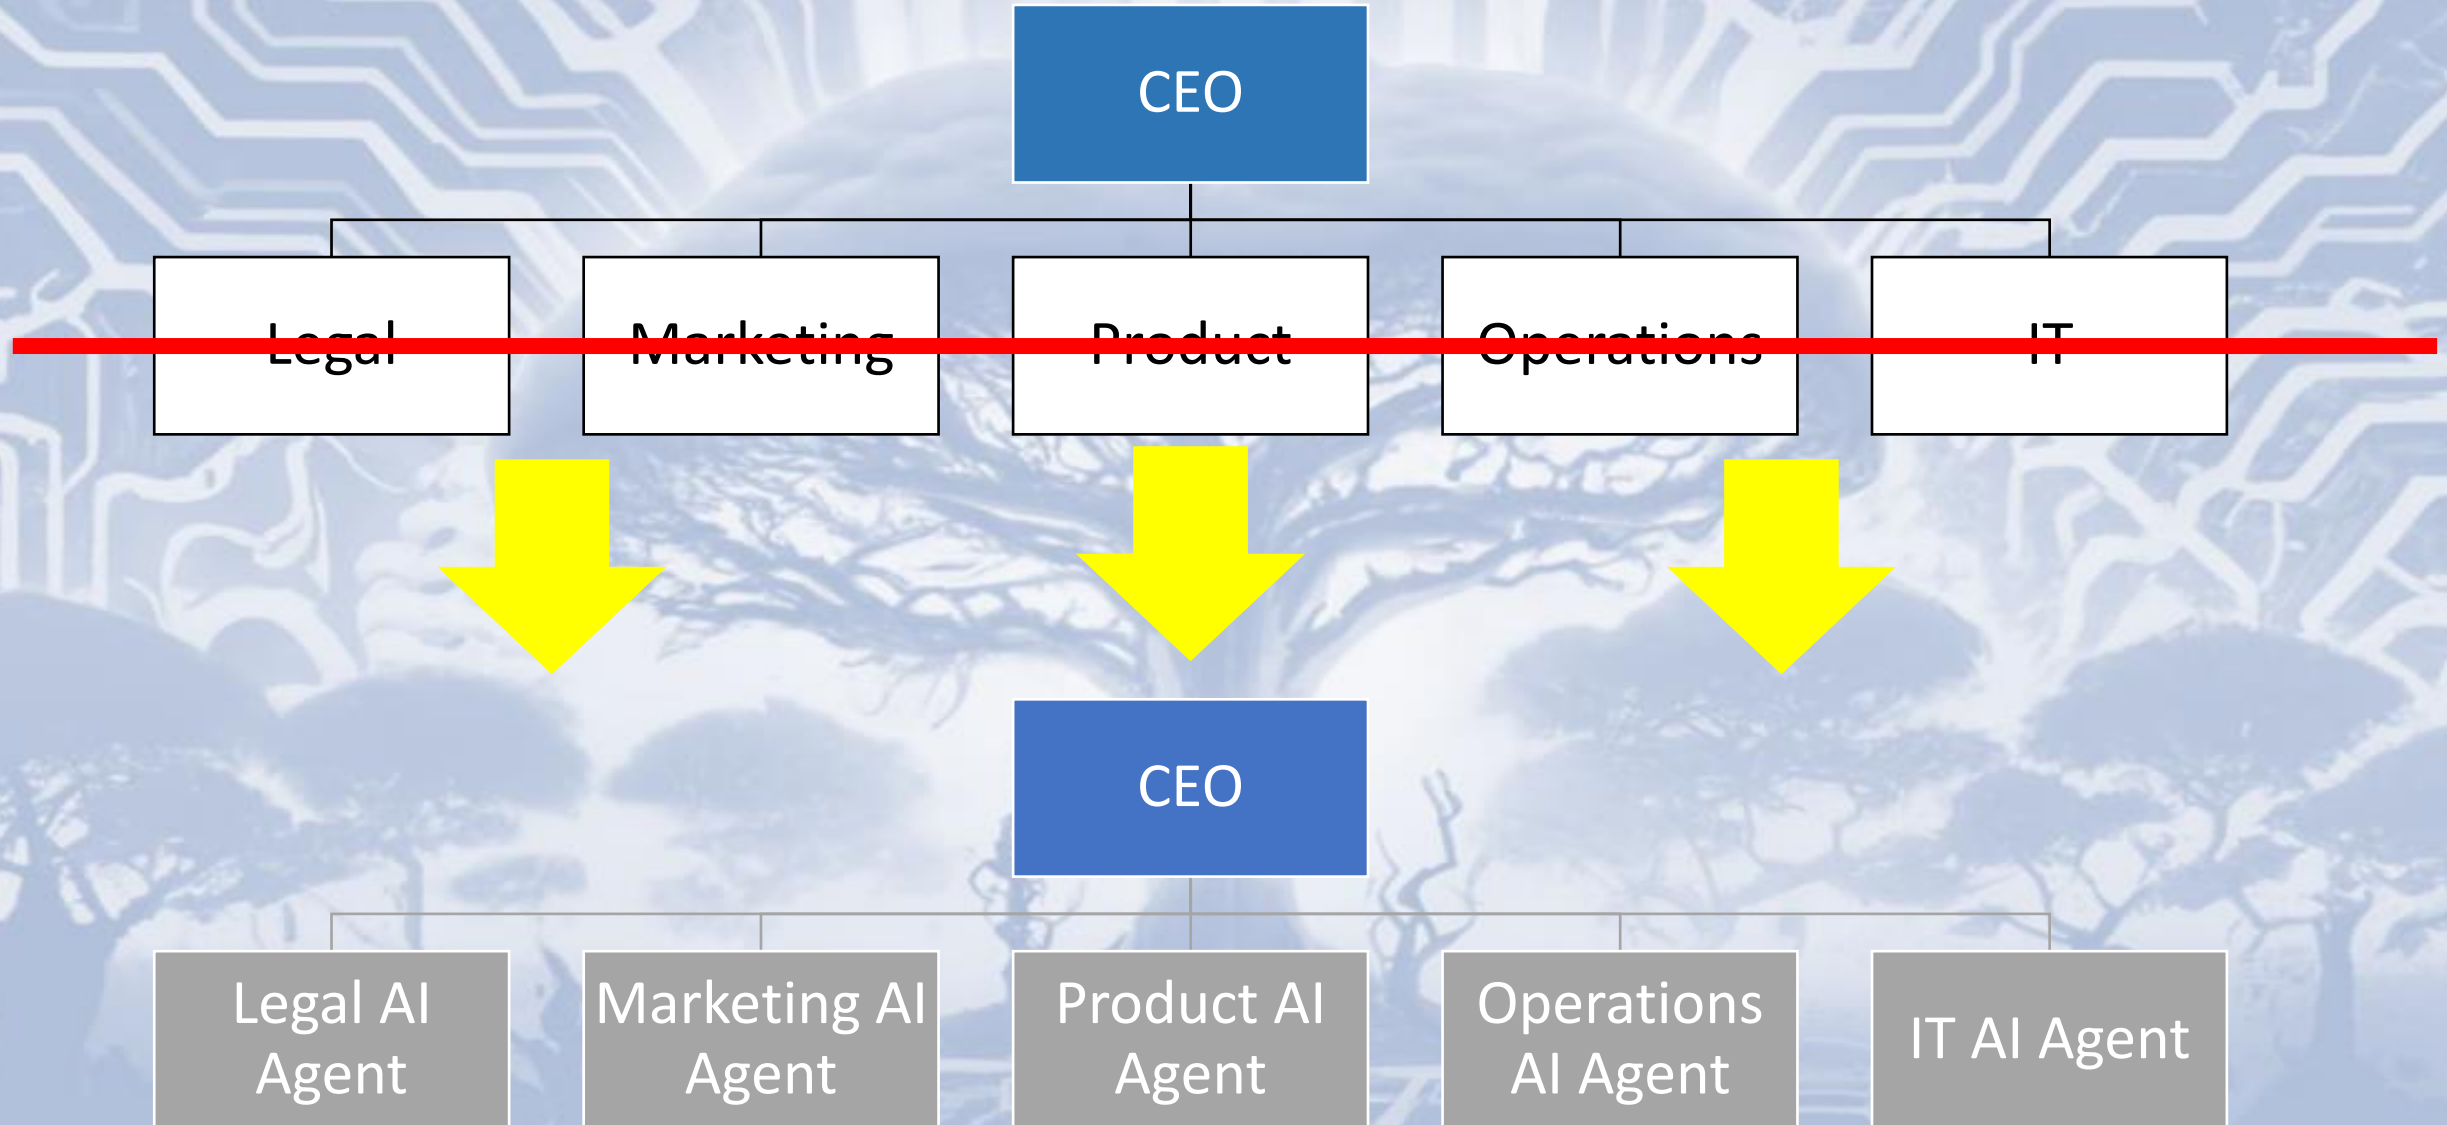 CEO
Legal
Marketing
Product
Operations
IT
CEO
Legal AI
Agent
Marketing AI
Agent
Product AI
Agent
Operations
AI Agent
IT AI Agent